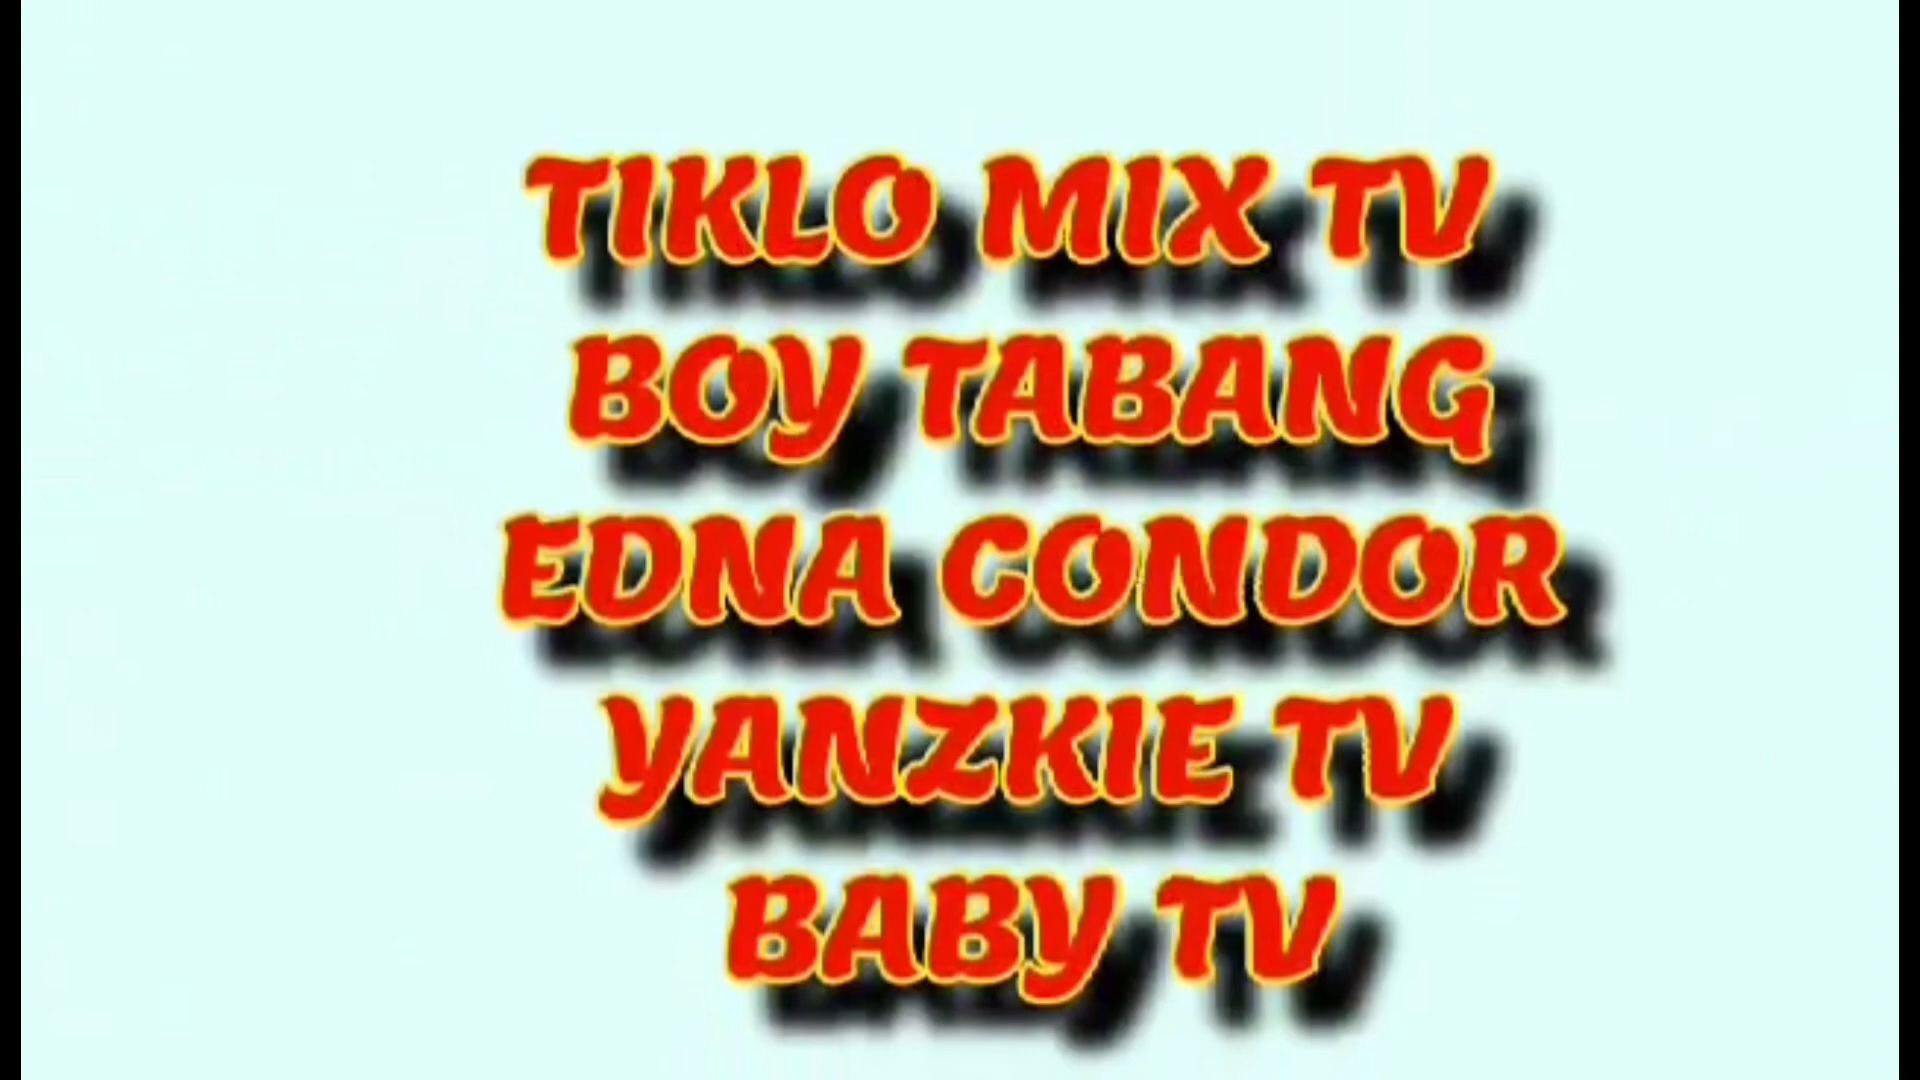 TIKLO MIX TV
BOY TABANG
EDNA CONDOR
YANZKIE TV
BABY TV